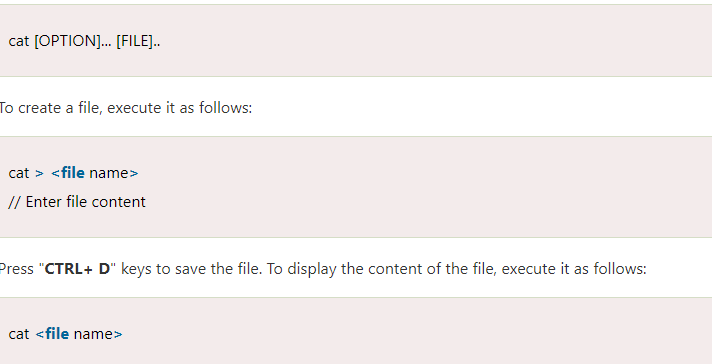 cat [OPTION]... [FILE]..
To create a file, execute it as follows:
cat > <file name>
// Enter file content
Press "CTRL+ D" keys to save the file. To display the content of the file, execute it as follows:
cat <file name>